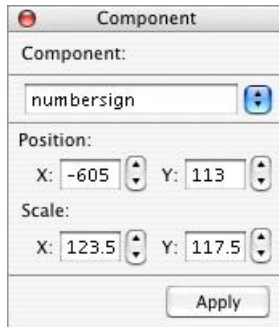 Component
Component:
numbersign
Position:
X: -605 Y: 113
Scale:
X: 123.5 Y: 117.5
Apply